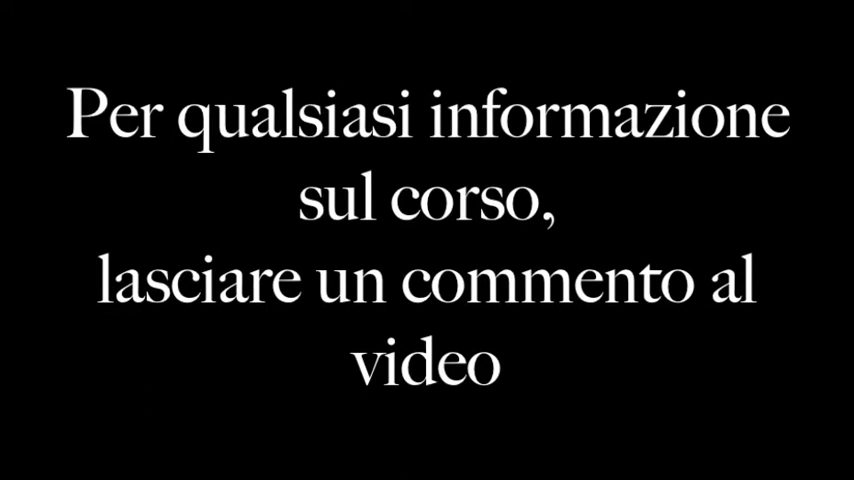 Per qualsiasi informazione
sul corso,
lasciare un commento al
video